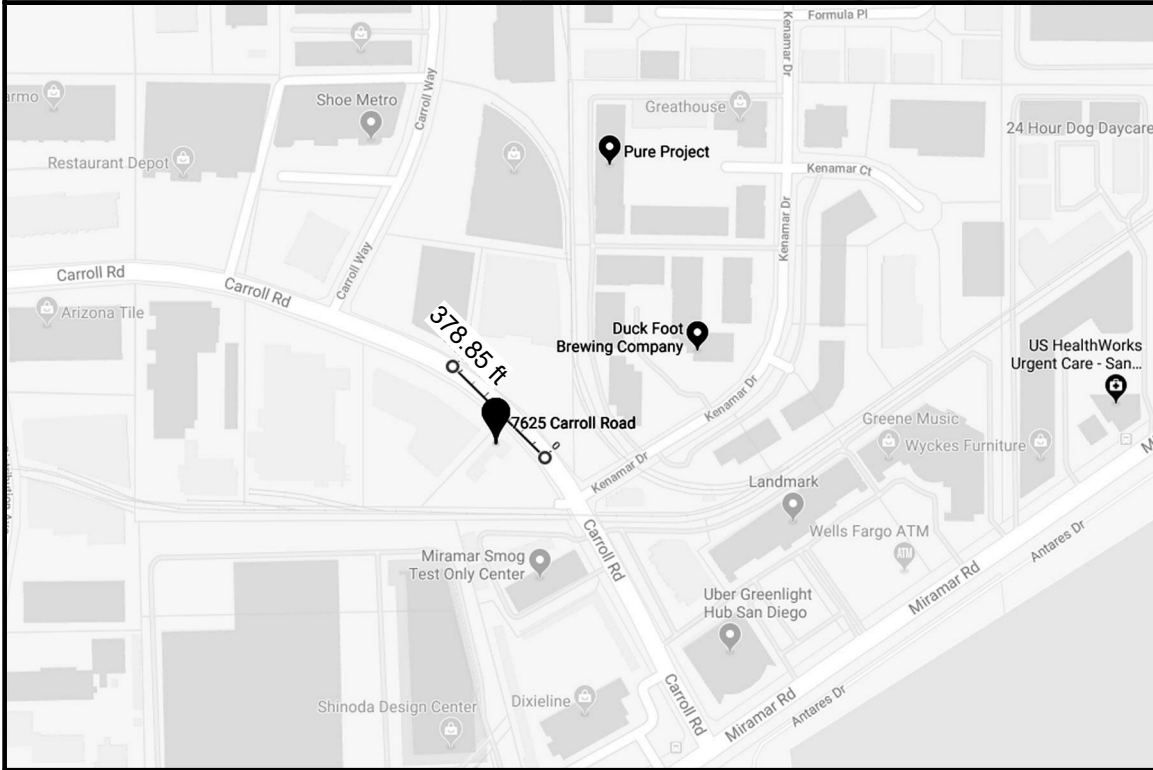 Formula Pl
Kenamar Dr
armo
Shoe Metro
Carroll Way
Greathouse
24 Hour Dog Daycare
Restaurant Depot
Pure Project
Kenamar Ct
Kenamar Dr
Carroll Rd
Carroll Way
Carroll Rd
Arizona Tile
378.85 ft
Duck Foot
Brewing Company
US HealthWorks
Urgent Care - San...
Kenamar Dr
7625 Carroll Road
Greene Music
Wyckes Furniture
0
Kenamar Dr
Landmark
Wells Fargo ATM
ATM
Antares Dr
Carroll Rd
Miramar Smog
Test Only Center
Miramar Rd
Uber Greenlight
Hub San Diego
Carroll Rd
Shinoda Design Center
Dixieline
Miramar Rd
Antares Dr